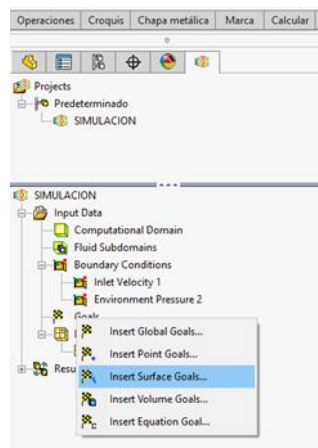 Operaciones Croquis Chapa metálica Marca Calcular
Projects
Predeterminado
SIMULACION
SIMULACION
Input Data
Computational Domain
Fluid Subdomains
Boundary Conditions
Inlet Velocity 1
Environment Pressure 2
Goals
Insert Global Goals...
Insert Point Goals...
Resu
Insert Surface Goals...
Insert Volume Goals...
Insert Equation Goal...